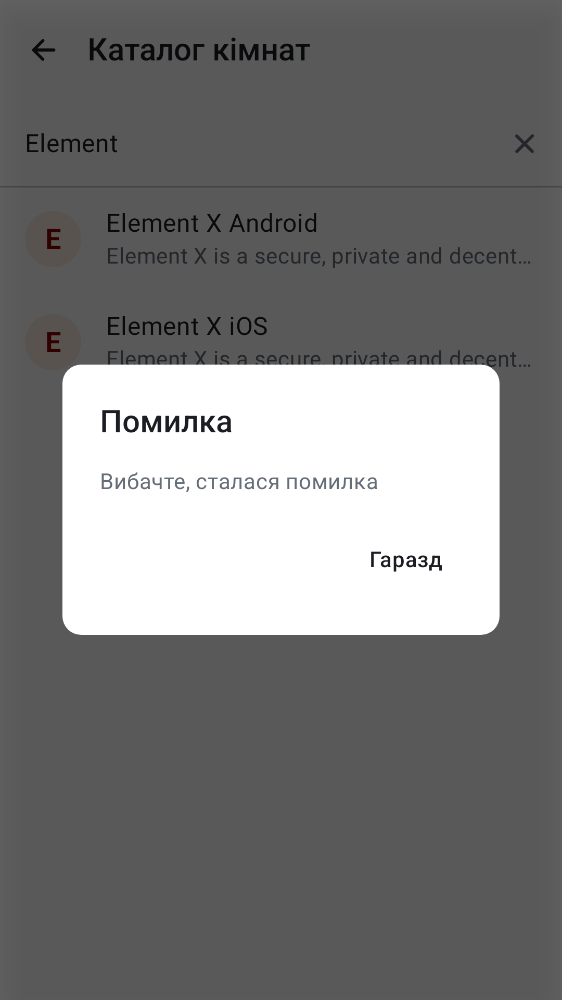 Каталог кімнат
Element
E
Element X Android
Element X is a secure, private and decent…
E
Element X iOS
Element X is a secure, private and decent…
Помилка
Вибачте, сталася помилка
Гаразд